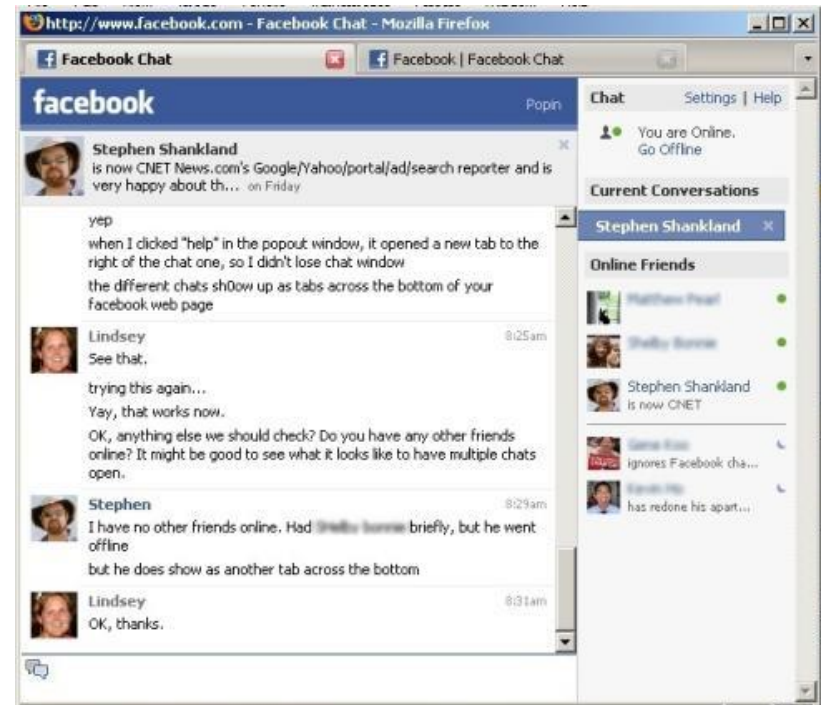 http://www.facebook.com - Facebook Chat - Mozilla Firefox
Facebook Chat
Facebook | Facebook Chat
facebook
Popin
Stephen Shankland
is now CNET News.com's Google/Yahoo/portal/ad/search reporter and is
very happy about th... on Friday
yep
when I clicked "help" in the popout window, it opened a new tab to the
right of the chat one, so I didn't lose chat window
the different chats sh0ow up as tabs across the bottom of your
facebook web page
Lindsey 8:25am
See that.
trying this again...
Yay, that works now.
OK, anything else we should check? Do you have any other friends
online? It might be good to see what it looks like to have multiple chats
open.
Stephen 8:29am
I have no other friends online. Had briefly, but he went
offline
but he does show as another tab across the bottom
Lindsey 8:31am
OK, thanks.
Chat Settings | Help
You are Online.
Go Offline
Current Conversations
Stephen Shankland
Online Friends
Stephen Shankland
is now CNET
ignores Facebook cha...
has redone his apart...